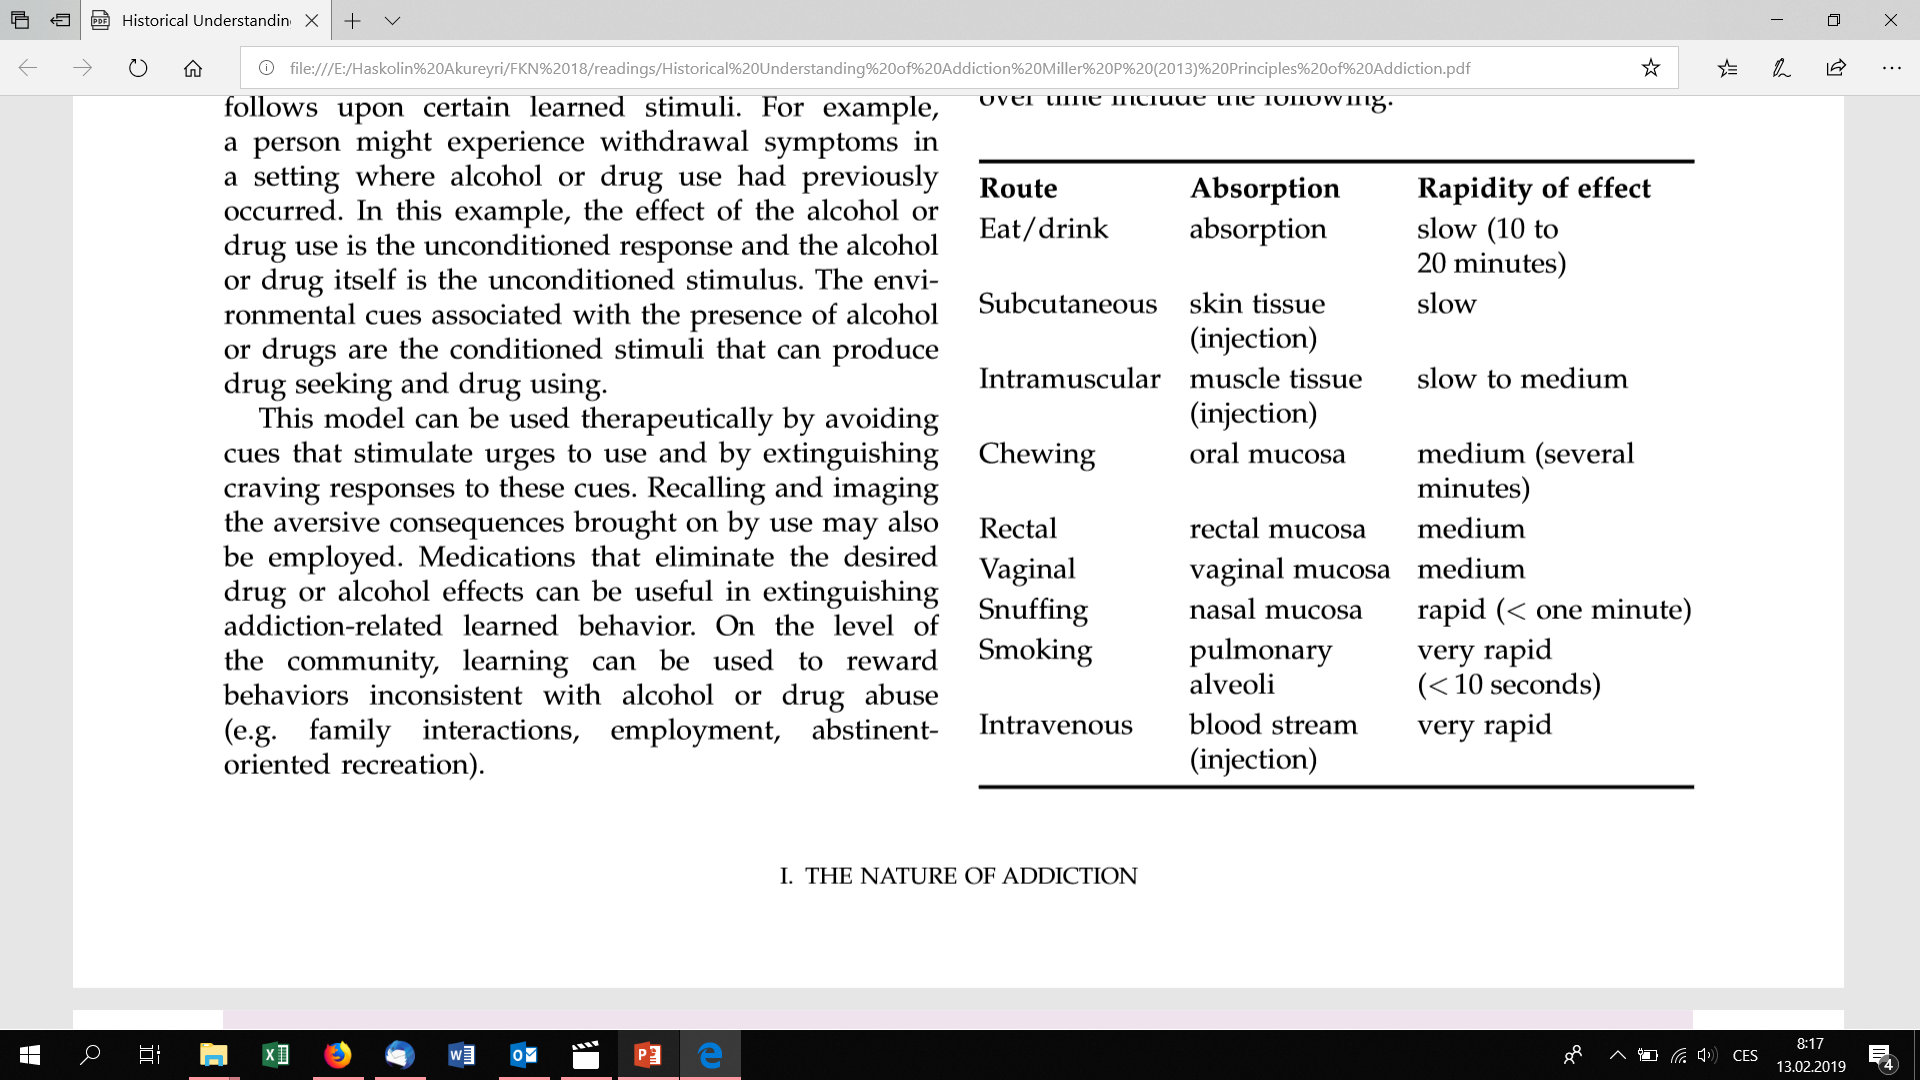 Historical Understandin
file:///E:/Haskolin%20Akureyri/FKN%2018/readings/Historical%20Understanding%20of%20Addiction%20Miller%20P%20(2013)%20Principles%20of%20Addiction.pdf
follows upon certain learned stimuli. For example,
a person might experience withdrawal symptoms in
a setting where alcohol or drug use had previously
occurred. In this example, the effect of the alcohol or
drug use is the unconditioned response and the alcohol
or drug itself is the unconditioned stimulus. The envi-
ronmental cues associated with the presence of alcohol
or drugs are the conditioned stimuli that can produce
drug seeking and drug using.
This model can be used therapeutically by avoiding
cues that stimulate urges to use and by extinguishing
craving responses to these cues. Recalling and imaging
the aversive consequences brought on by use may also
be employed. Medications that eliminate the desired
drug or alcohol effects can be useful in extinguishing
addiction-related learned behavior. On the level of
the community, learning can be used to reward
behaviors inconsistent with alcohol or drug abuse
(e.g. family interactions, employment, abstinent-
oriented recreation).
over time include the following:
Route Absorption Rapidity of effect
Eat/drink absorption slow (10 to
20 minutes)
Subcutaneous skin tissue slow
(injection)
Intramuscular muscle tissue slow to medium
(injection)
Chewing oral mucosa medium (several
minutes)
Rectal rectal mucosa medium
Vaginal vaginal mucosa medium
Snuffing nasal mucosa rapid (< one minute)
Smoking pulmonary very rapid
alveoli (< 10 seconds)
Intravenous blood stream very rapid
(injection)
I. THE NATURE OF ADDICTION
CES
8:17
13.02.2019
4